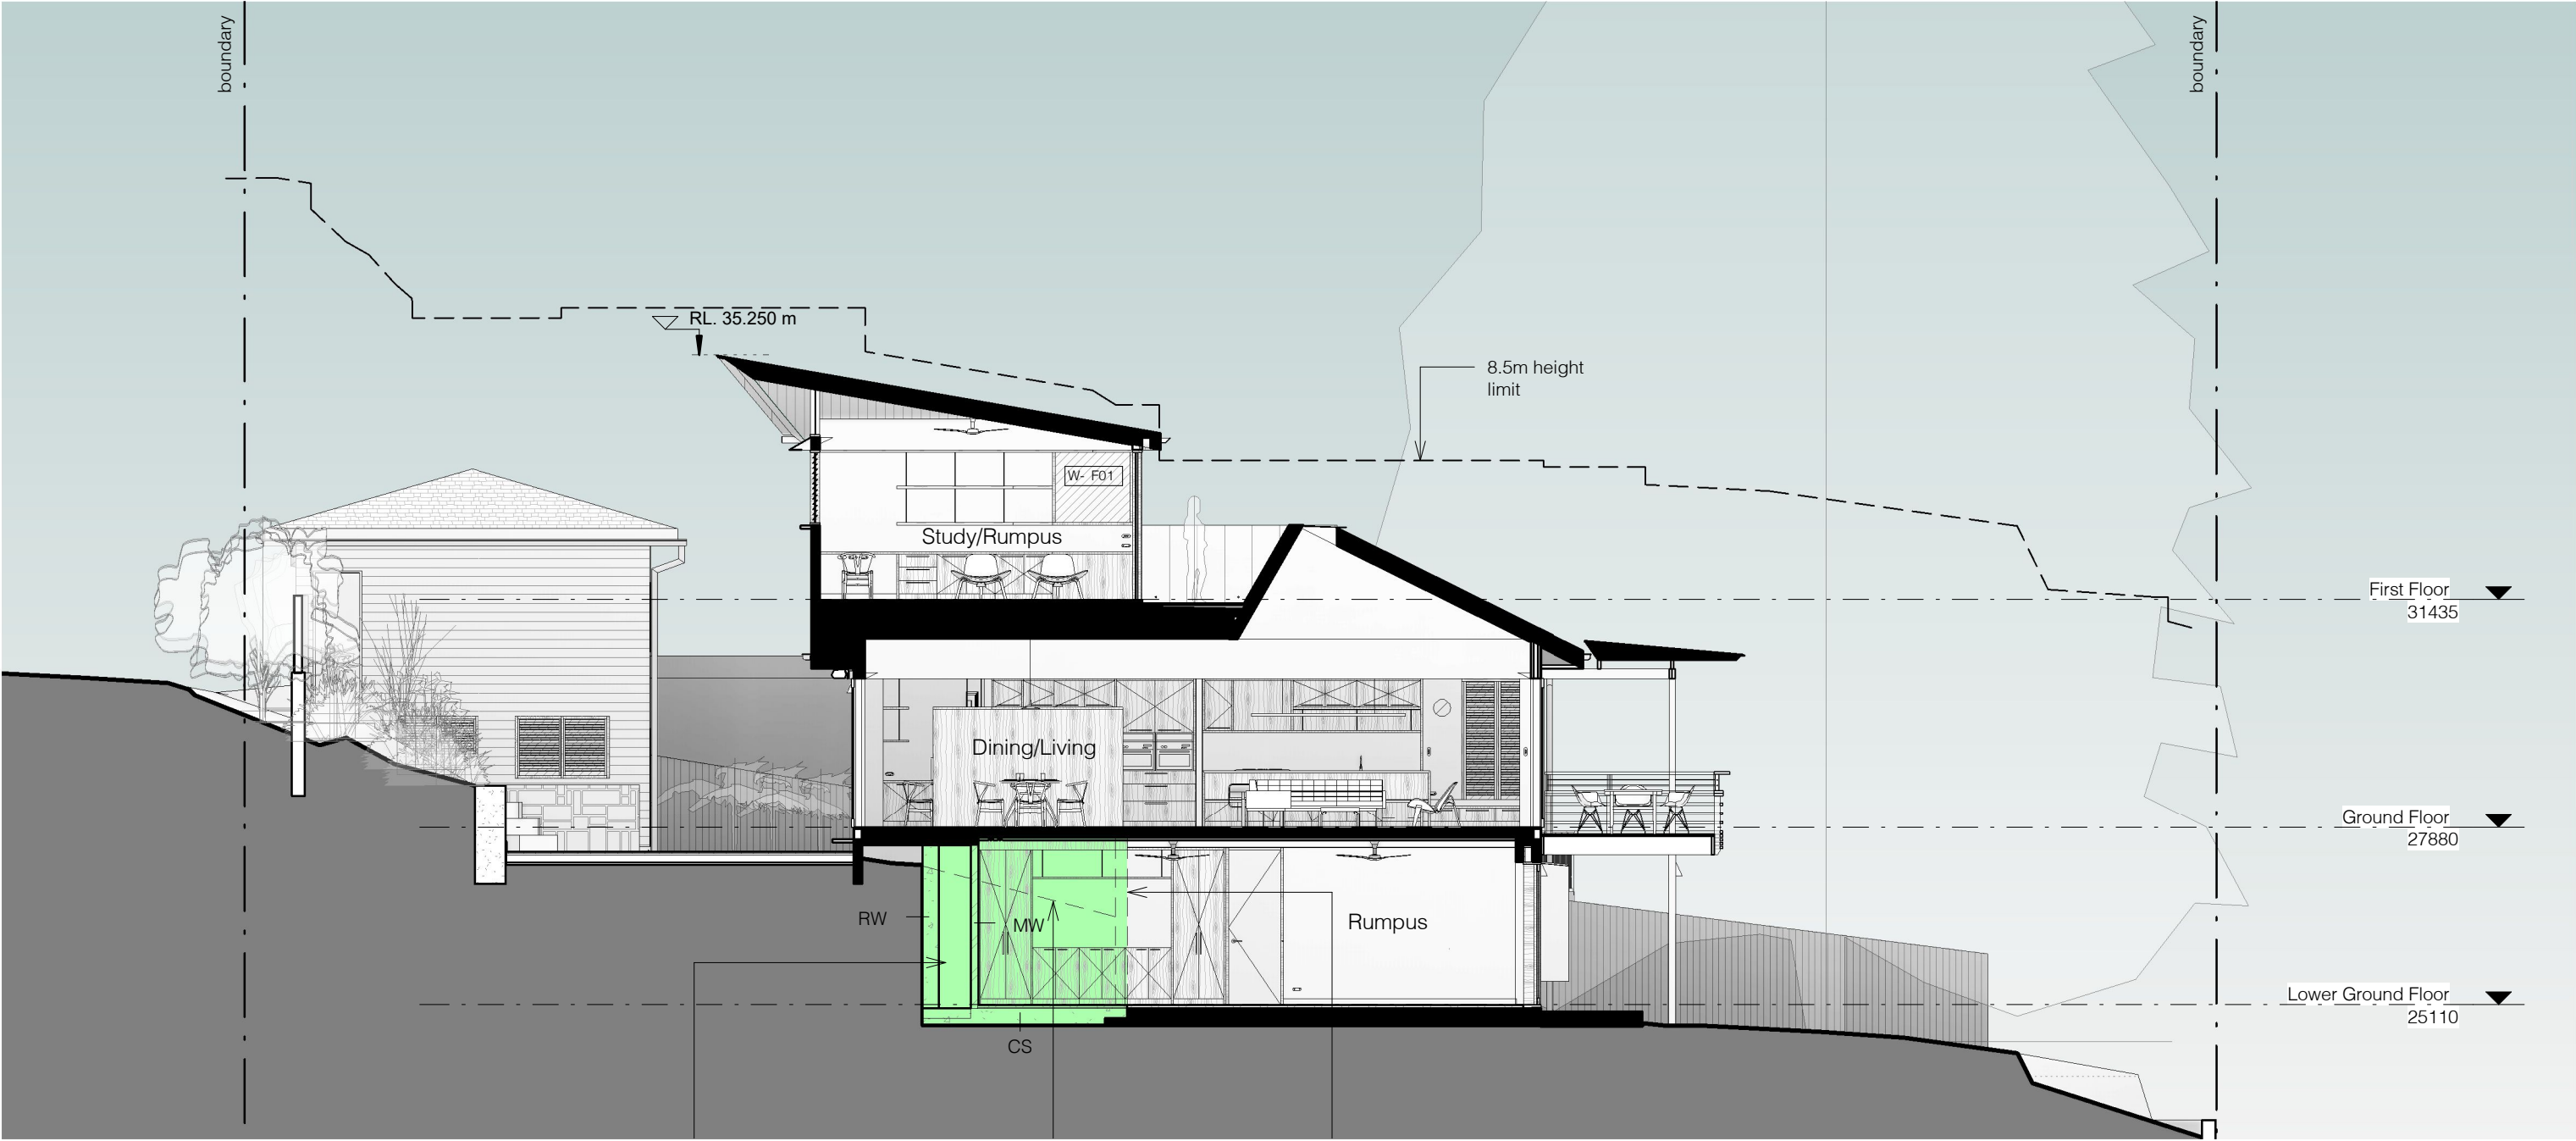 boundary
boundary
RL. 35.250 m
8.5m height
limit
W- F01
Study/Rumpus
First Floor
31435
Dining/Living
Ground Floor
27880
RW
MW
Rumpus
Lower Ground Floor
25110
CS